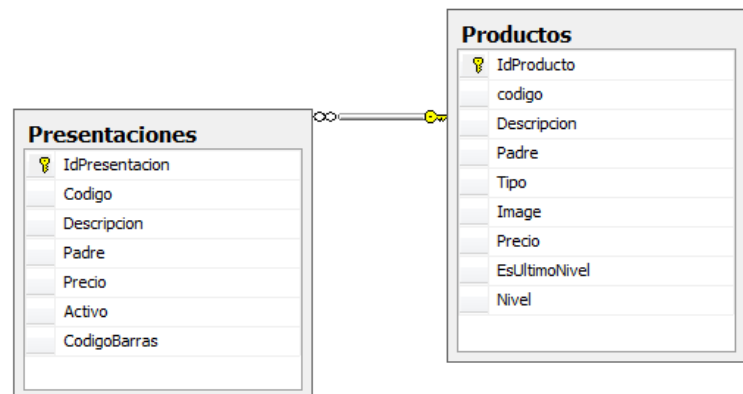 Presentaciones
IdPresentacion
Codigo
Descripcion
Padre
Precio
Activo
CodigoBarras
Productos
IdProducto
codigo
Descripcion
Padre
Tipo
Image
Precio
EsUltimoNivel
Nivel